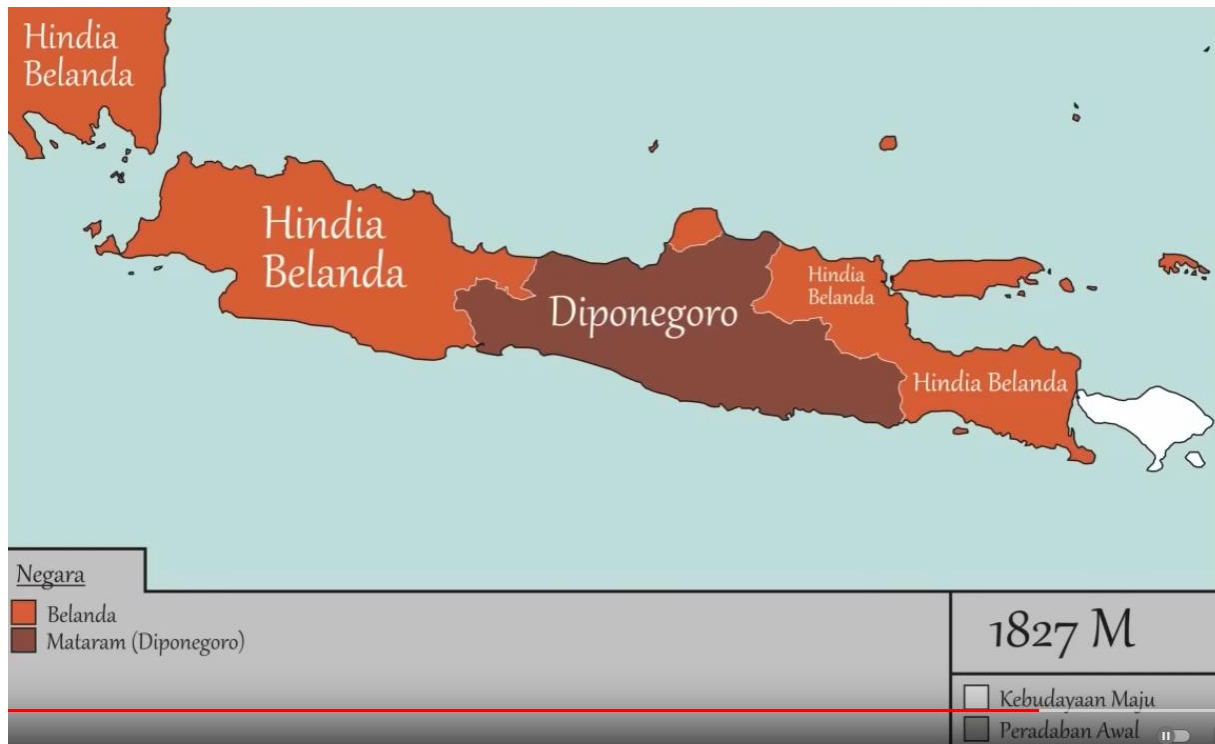 Hindia
Belanda
Hindia
Belanda
Diponegoro
Hindia
Belanda
Hindia Belanda
Negara
Belanda
Mataram (Diponegoro)
1827 M
Kebudayaan Maju
Peradaban Awal